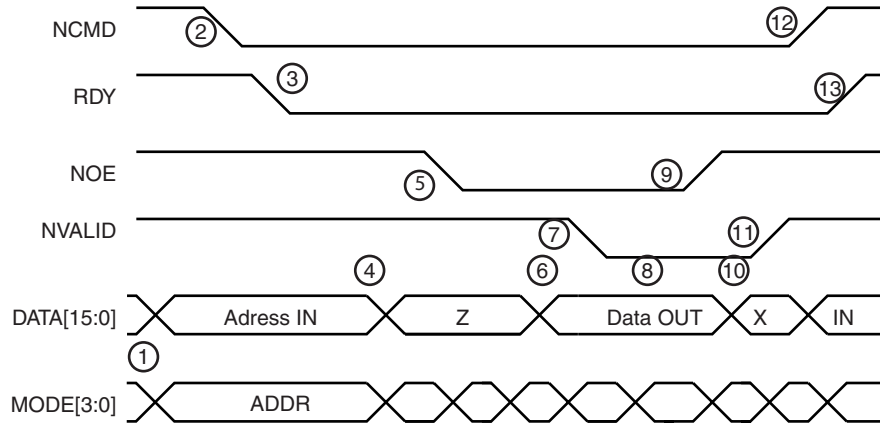 NCMD
2
12
RDY
3
13
NOE
5
9
NVALID
7
11
4
6
8
10
DATA[15:0]
Adress IN
Z
Data OUT
X
IN
1
MODE[3:0]
ADDR